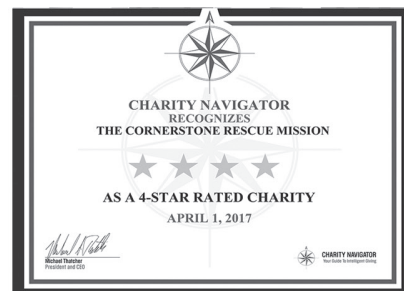 CHARITY NAVIGATOR
RECOGNIZES
THE CORNERSTONE RESCUE MISSION
AS A 4-STAR RATED CHARITY
APRIL 1, 2017
Michael Thatcher
President and CEO
CHARITY NAVIGATOR
Your Guide To Intelligent Giving